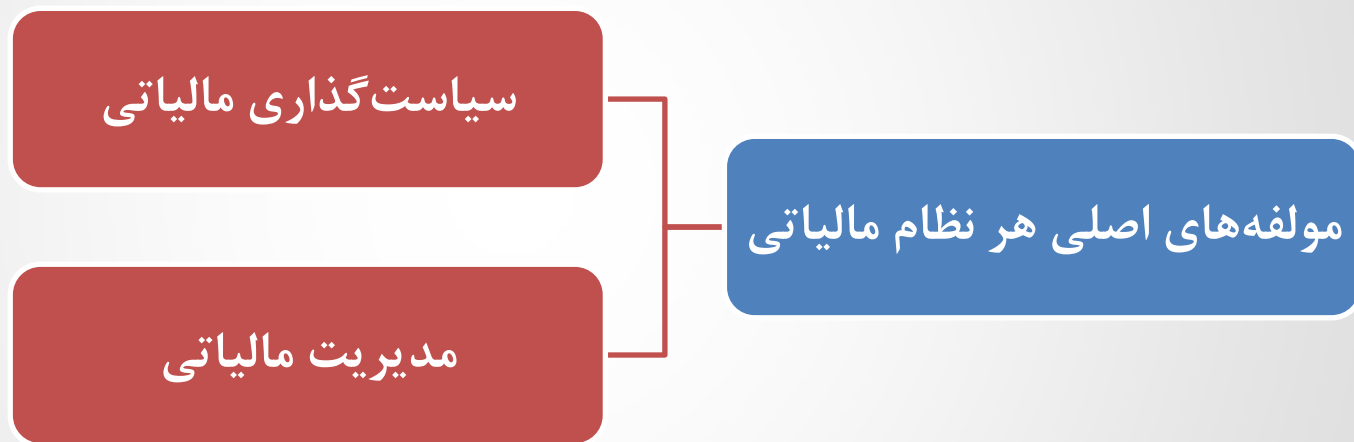 مولفه‌های اصلی هر نظام مالیاتی
سیاست‌گذاری مالیاتی
مدیریت مالیاتی